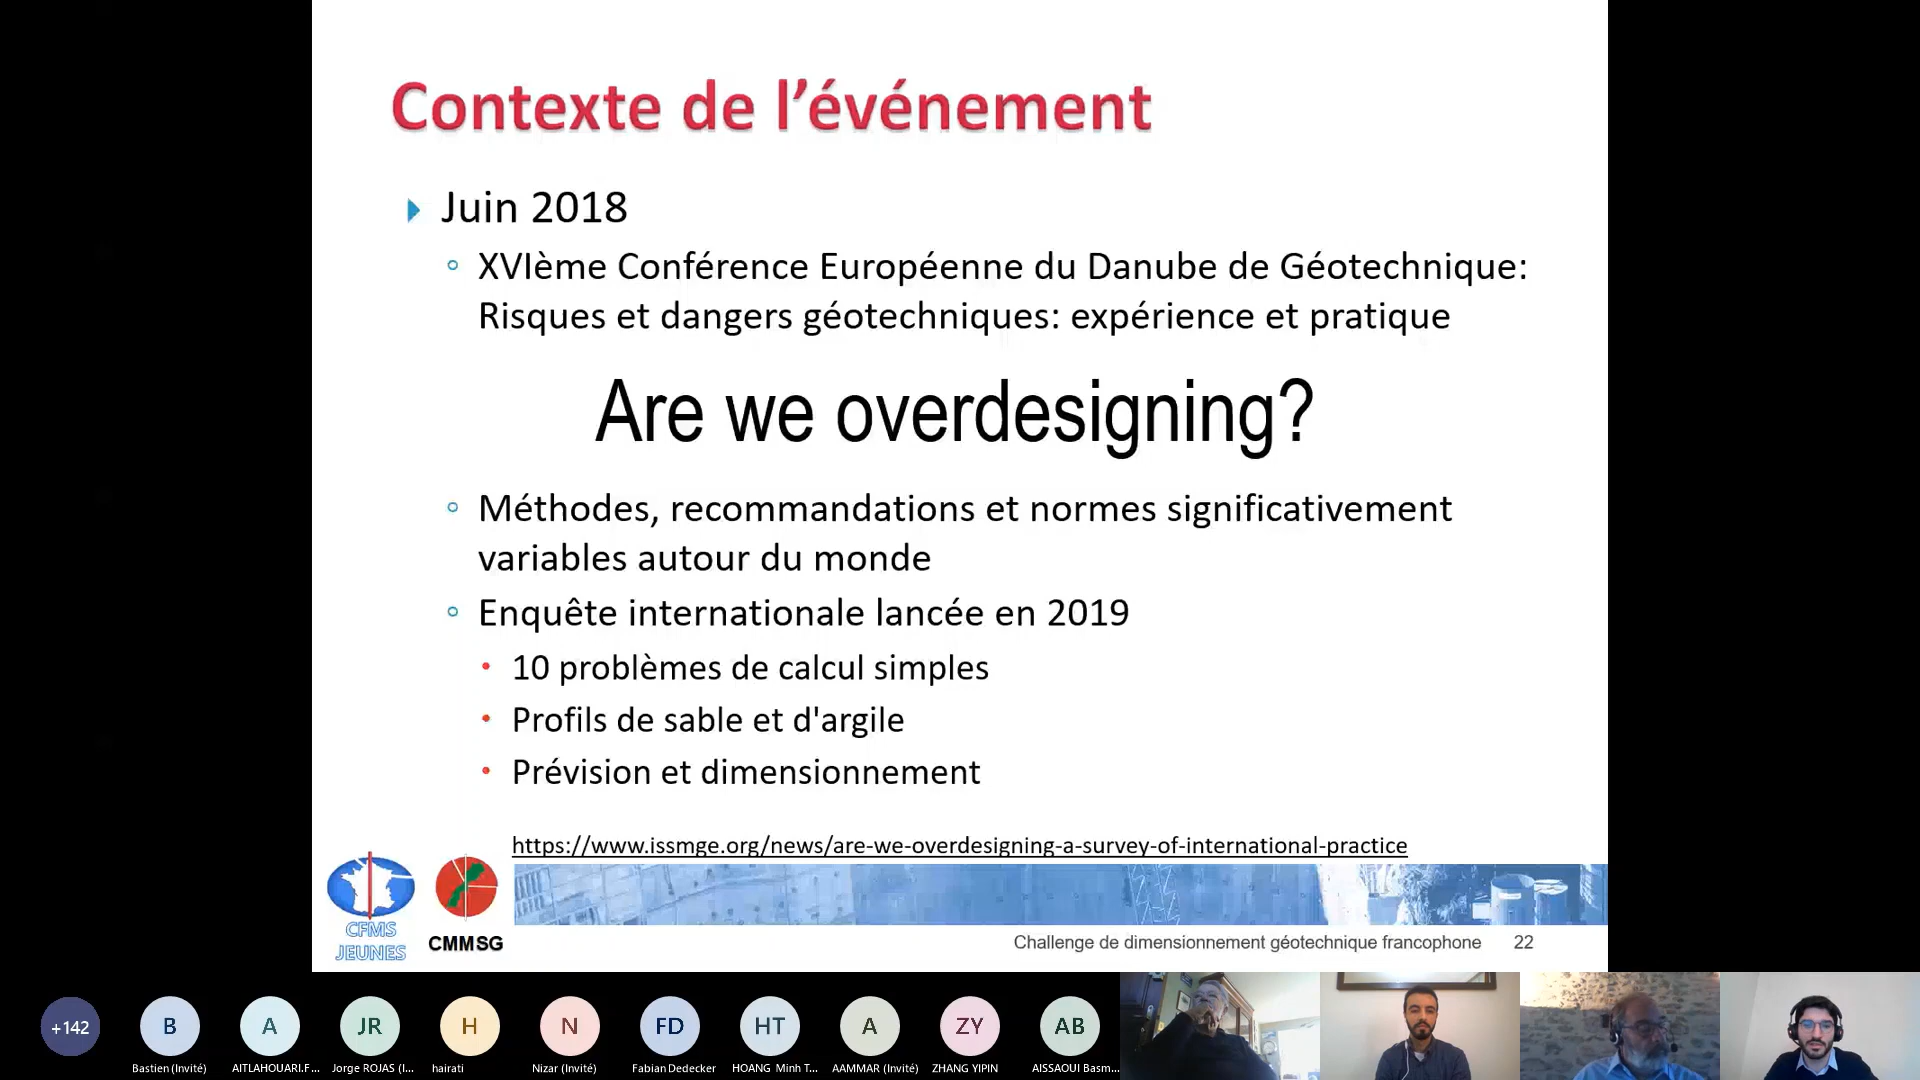 Contexte de l’événement
Juin 2018
XVIème Conférence Européenne du Danube de Géotechnique:
Risques et dangers géotechniques: expérience et pratique
Are we overdesigning?
Méthodes, recommandations et normes significativement
variables autour du monde
Enquête internationale lancée en 2019
10 problèmes de calcul simples
Profils de sable et d'argile
Prévision et dimensionnement
https://www.issmge.org/news/are-we-overdesigning-a-survey-of-international-practice
CFMS
JEUNES
CMMSG
Challenge de dimensionnement géotechnique francophone 22
+142 B A JR H N FD HT A ZY AB
Bastien (Invité) AITLAHOUARI.F... Jorge ROJAS (I... hairati Nizar (Invité) Fabian Dedecker HOANG Minh T... AAMMAR (Invité) ZHANG YIPIN AISSAOUI Basm...